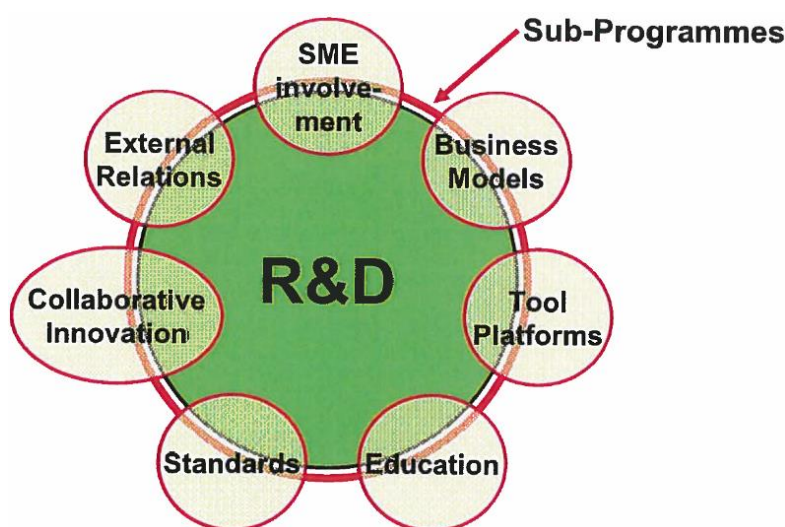 Sub-Programmes
SME
involve-
ment
Business
Models
Tool
Platforms
Education
Standards
Collaborative
Innovation
External
Relations
R&D